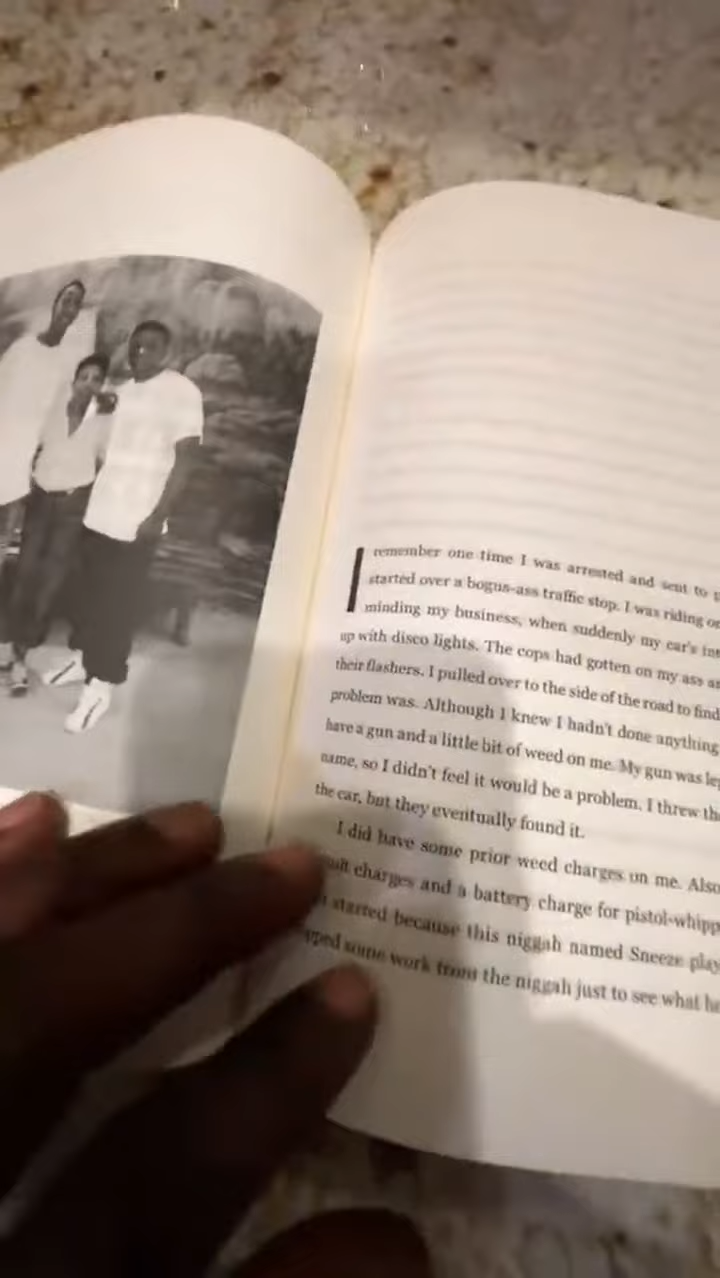 I remember one time I was arrested and sent to
started over a bogus-ass traffic stop. I was riding
minding my business, when suddenly my car's
up with disco lights. The cops had gotten on my ass
their flashers. I pulled over to the side of the road to find
problem was. Although I knew I hadn't done anything
have a gun and a little bit of weed on me. My gun was
name, so I didn't feel it would be a problem. I threw
the car, but they eventually found it.
I did have some prior weed charges on me. Also
charges and a battery charge for
started because this niggah named Sneeze
some work from the niggah just to see what